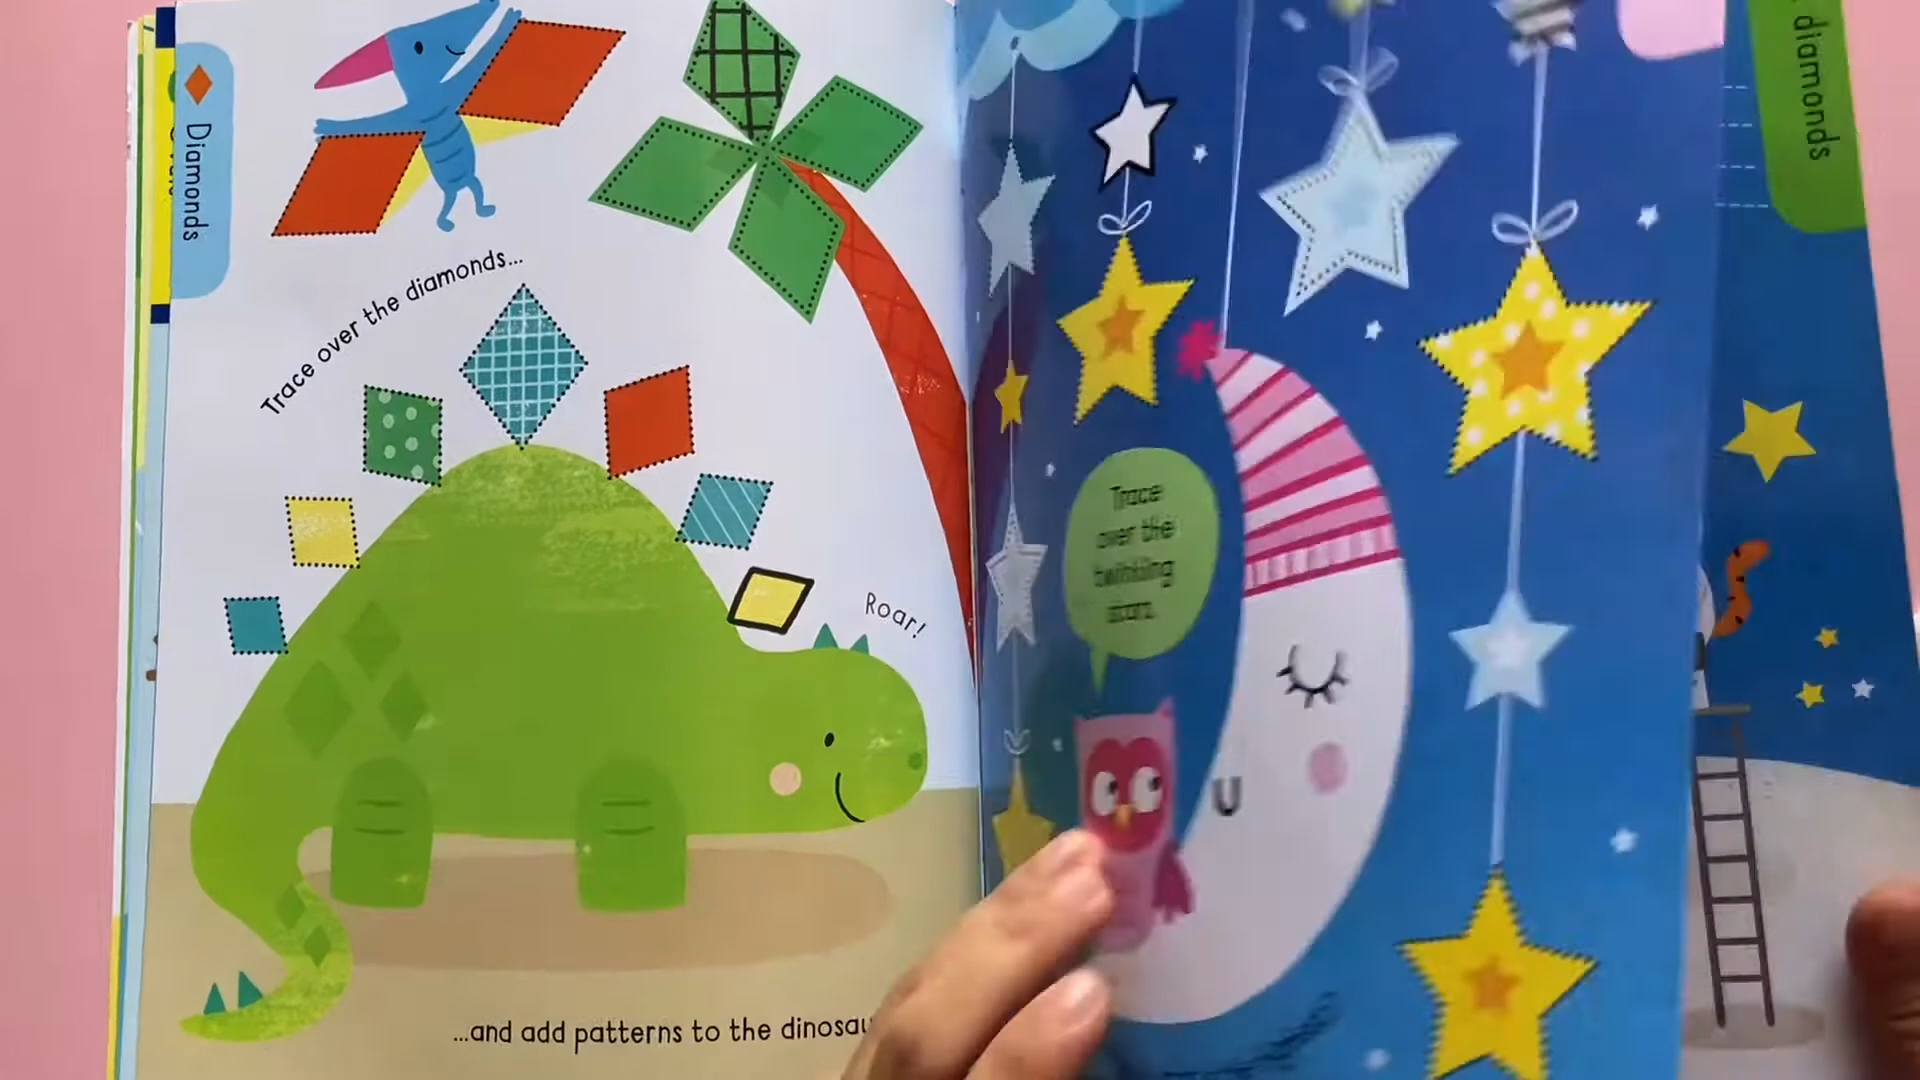 Diamonds
Trace over the diamonds...
Roar!
...and add patterns to the dinosau
Trace
over the
twinkling
stars.
diamonds